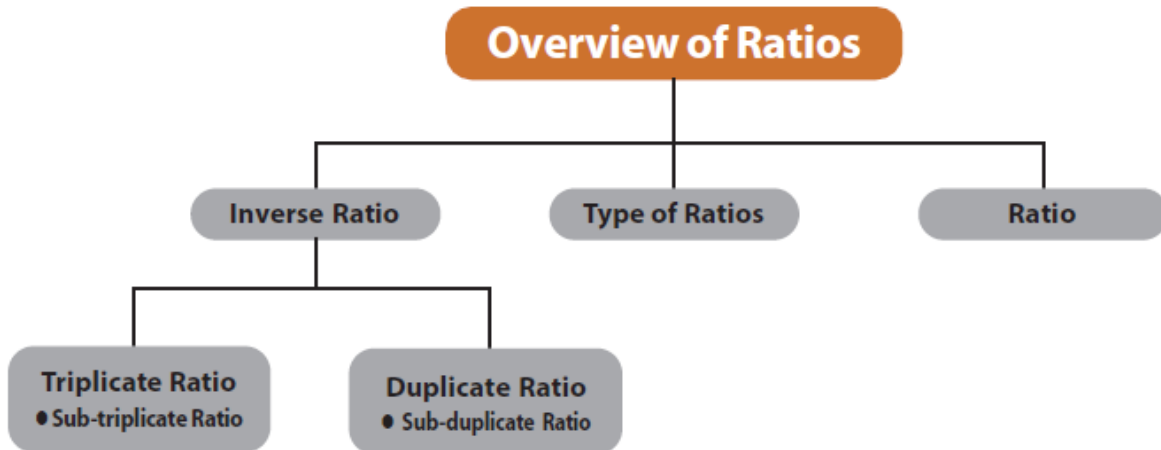 Overview of Ratios
Inverse Ratio
Type of Ratios
Ratio
Triplicate Ratio
● Sub-triplicate Ratio
Duplicate Ratio
● Sub-duplicate Ratio